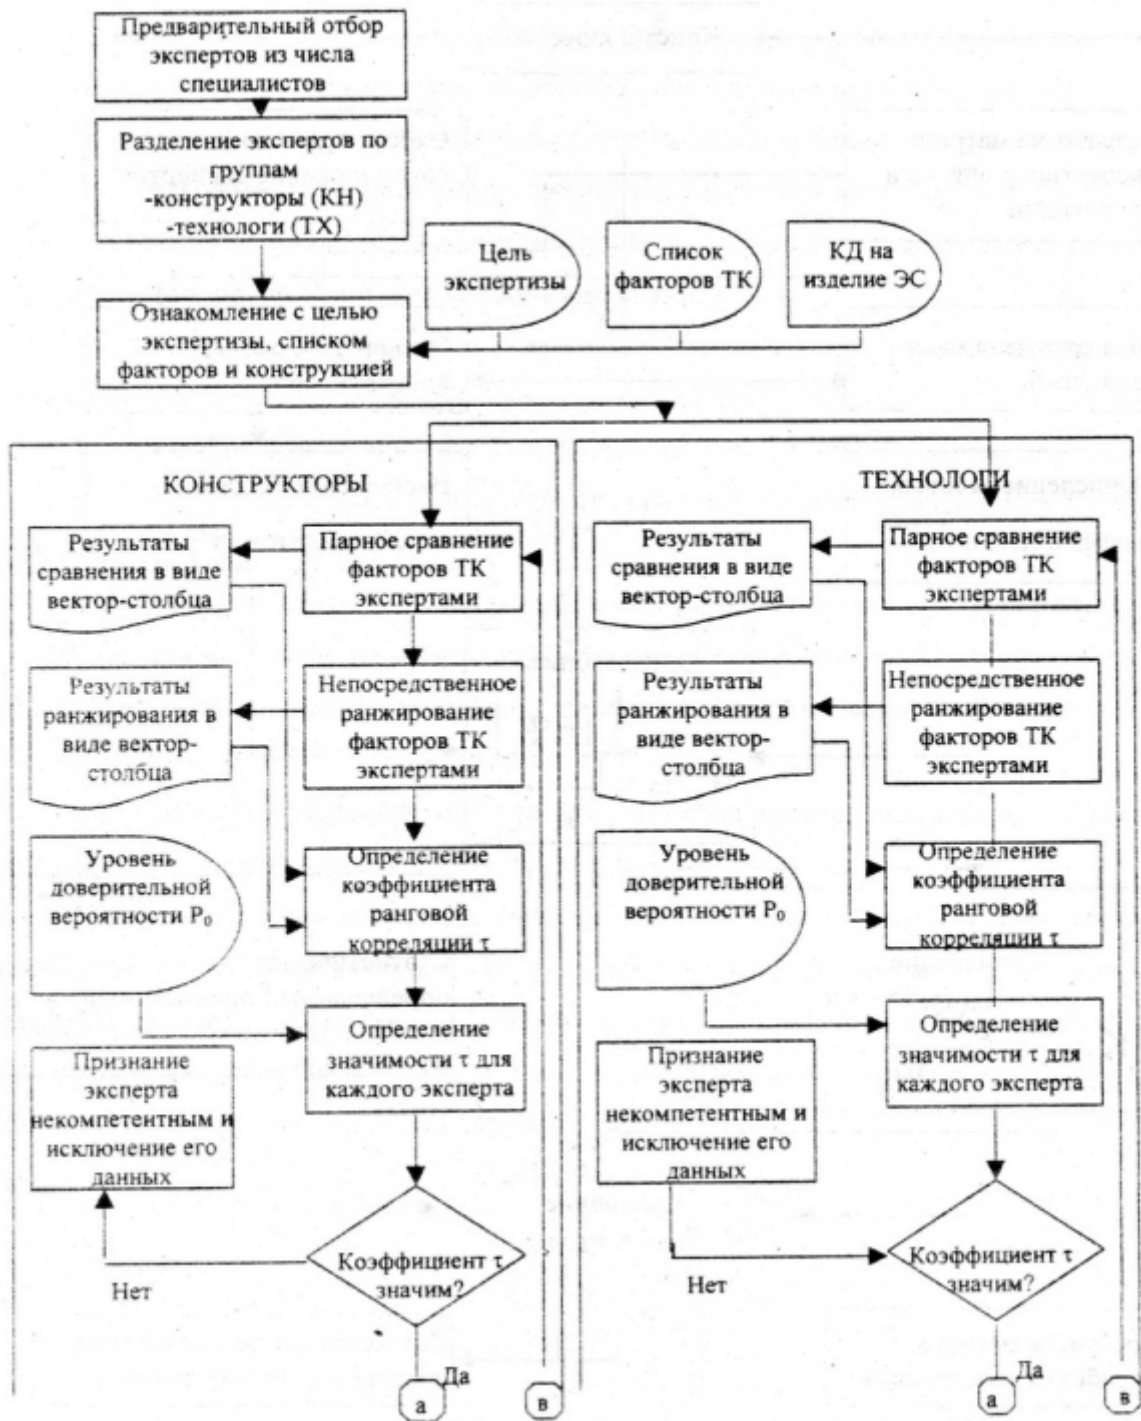 Предварительный отбор
экспертов из числа
специалистов
Разделение экспертов по
группам
-конструкторы (КН)
-технологи (ТХ)
Цель
экспертизы
Список
факторов ТК
КД на
изделие ЭС
Ознакомление с целью
экспертизы, списком
факторов и конструкцией
КОНСТРУКТОРЫ
Результаты
сравнения в виде
вектор-столбца
Парное сравнение
факторов ТК
экспертами
Результаты
ранжирования в
виде вектор-
столбца
Непосредственное
ранжирование
факторов ТК
экспертами
Уровень
доверительной
вероятности P₀
Определение
коэффициента
ранговой
корреляции τ
Определение
значимости τ для
каждого эксперта
Признание
эксперта
некомпетентным и
исключение его
данных
Коэффициент τ
значим?
Нет
Да
а
в
ТЕХНОЛОГИ
Результаты
сравнения в виде
вектор-столбца
Парное сравнение
факторов ТК
экспертами
Результаты
ранжирования в
виде вектор-
столбца
Непосредственное
ранжирование
факторов ТК
экспертами
Уровень
доверительной
вероятности P₀
Определение
коэффициента
ранговой
корреляции τ
Определение
значимости τ для
каждого эксперта
Признание
эксперта
некомпетентным и
исключение его
данных
Коэффициент τ
значим?
Нет
Да
а
в